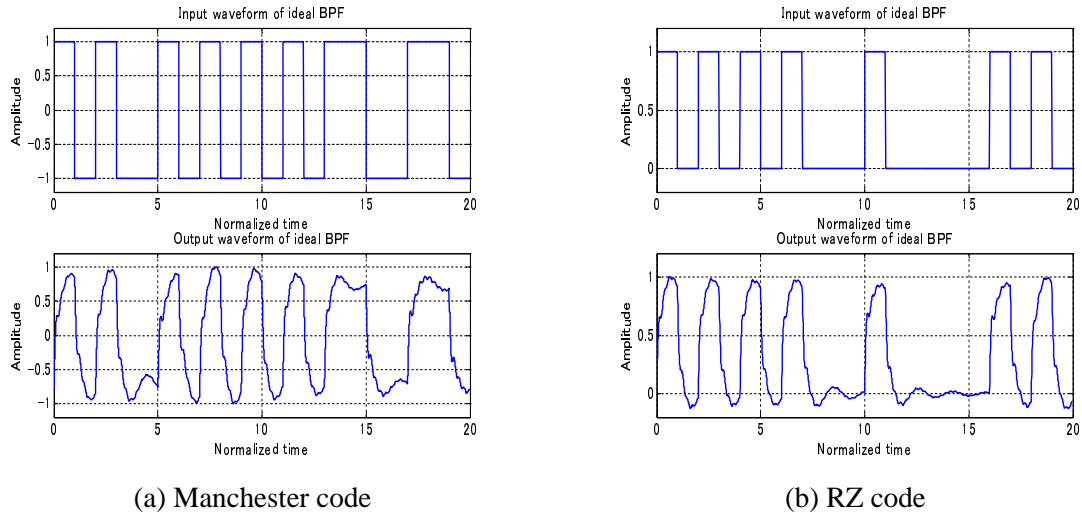 Input waveform of ideal BPF
Amplitude
1
0.5
0
−0.5
−1
0 5 10 15 20
Normalized time
Output waveform of ideal BPF
Amplitude
1
0.5
0
−0.5
−1
0 5 10 15 20
Normalized time
(a) Manchester code
Input waveform of ideal BPF
Amplitude
1
0.5
0
0 5 10 15 20
Normalized time
Output waveform of ideal BPF
Amplitude
1
0.5
0
0 5 10 15 20
Normalized time
(b) RZ code